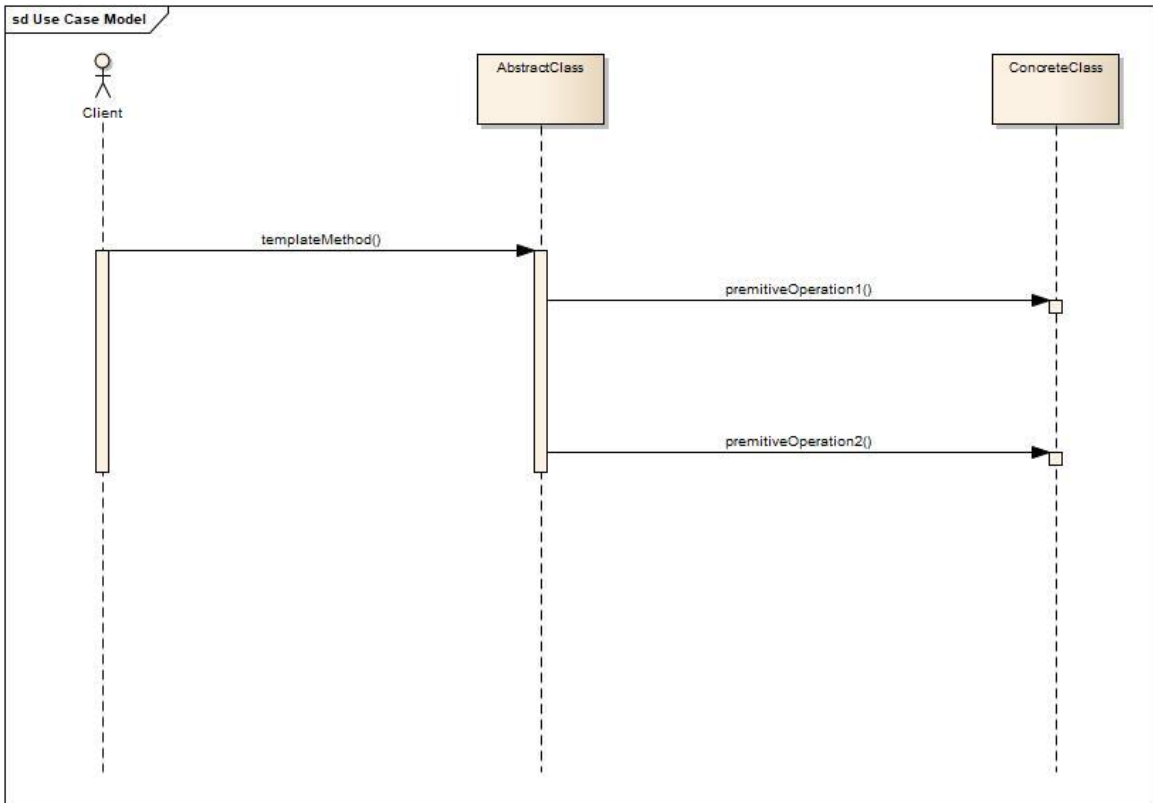 sd Use Case Model
Client
AbstractClass
ConcreteClass
templateMethod()
premitiveOperation1()
premitiveOperation2()